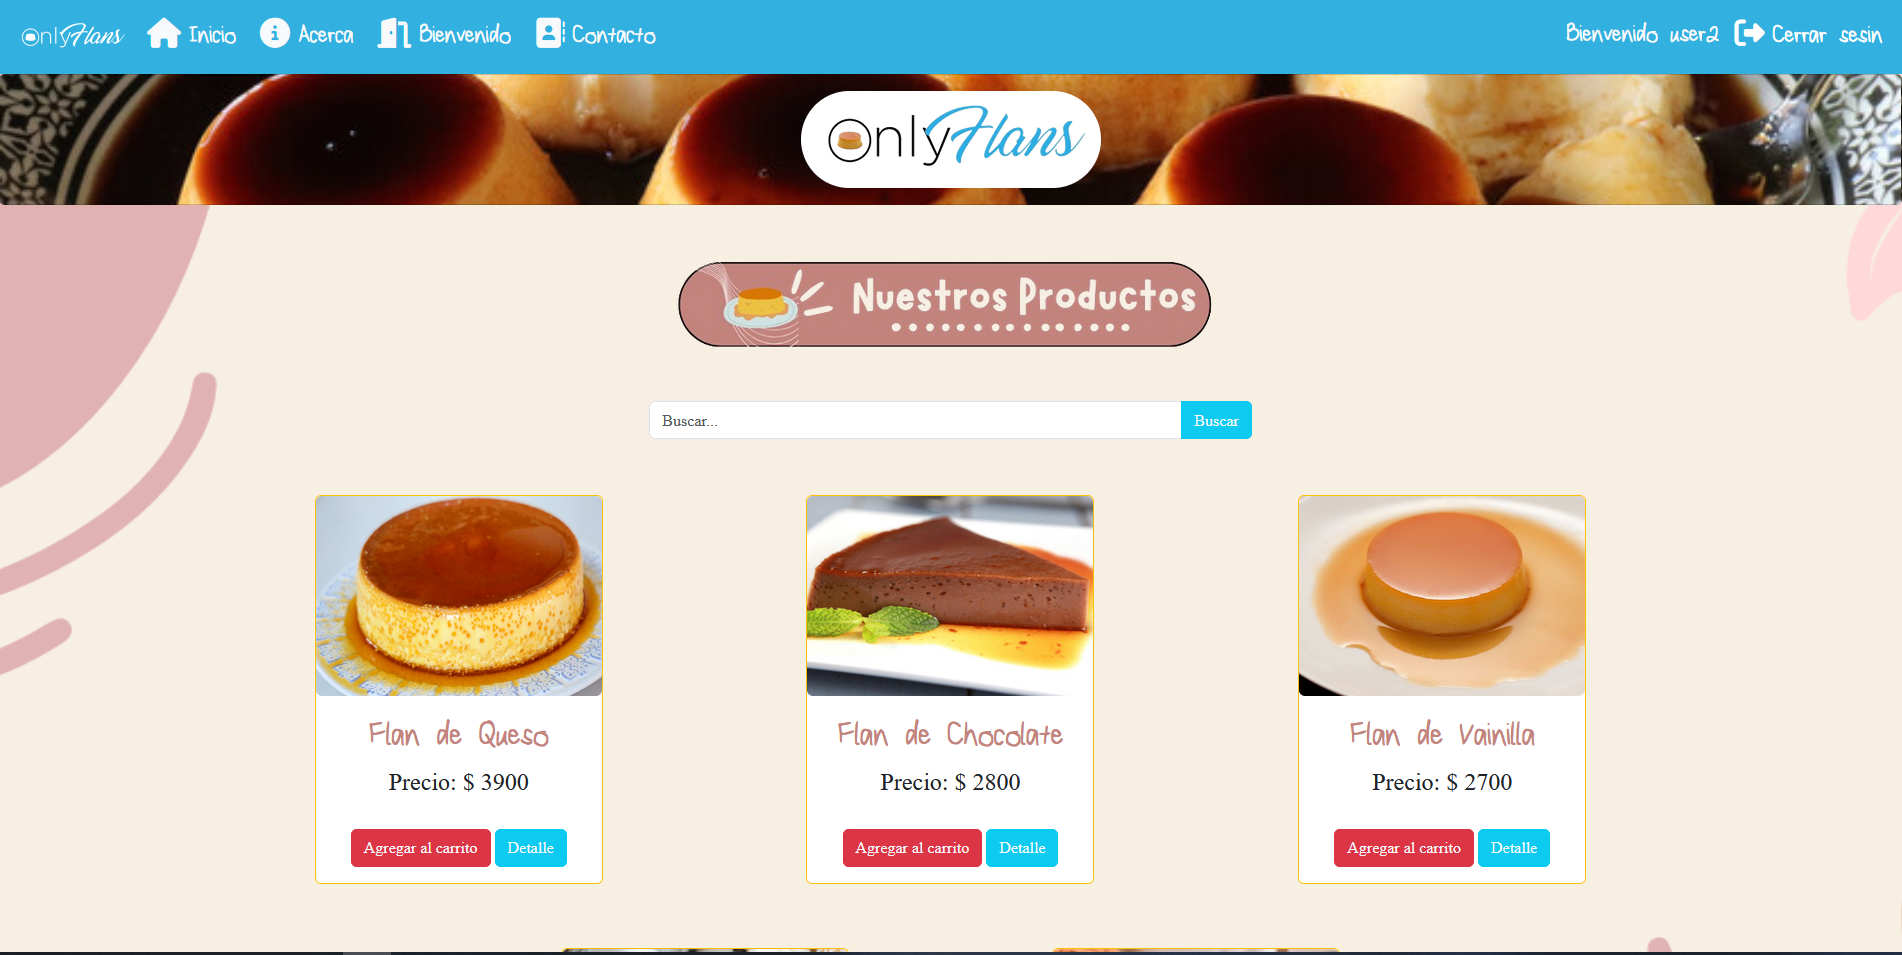 OnlyFlans Inicio Acerca Bienvenido Contacto Bienvenido user2 Cerrar sesin
OnlyFlans
Nuestros Productos
Buscar... Buscar
Flan de Queso
Precio: $ 3900
Agregar al carrito Detalle
Flan de Chocolate
Precio: $ 2800
Agregar al carrito Detalle
Flan de Vainilla
Precio: $ 2700
Agregar al carrito Detalle